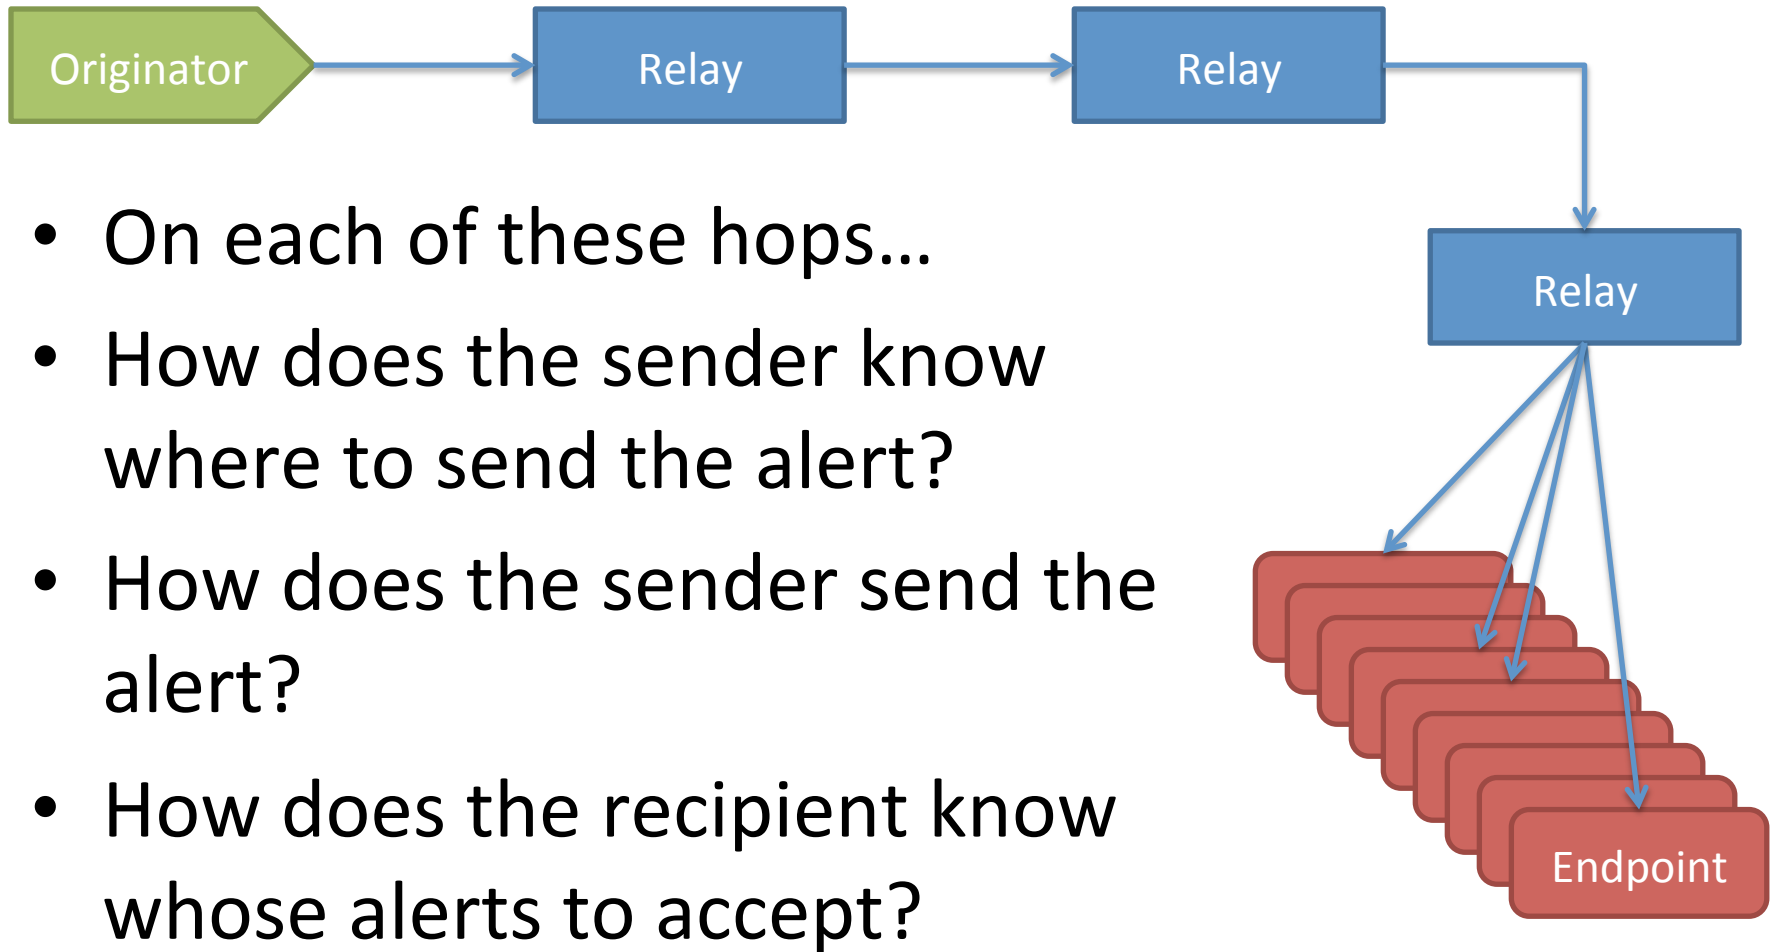 Originator
Relay
Relay
• On each of these hops…
Relay
• How does the sender know
where to send the alert?
• How does the sender send the
alert?
• How does the recipient know
whose alerts to accept?
Endpoint